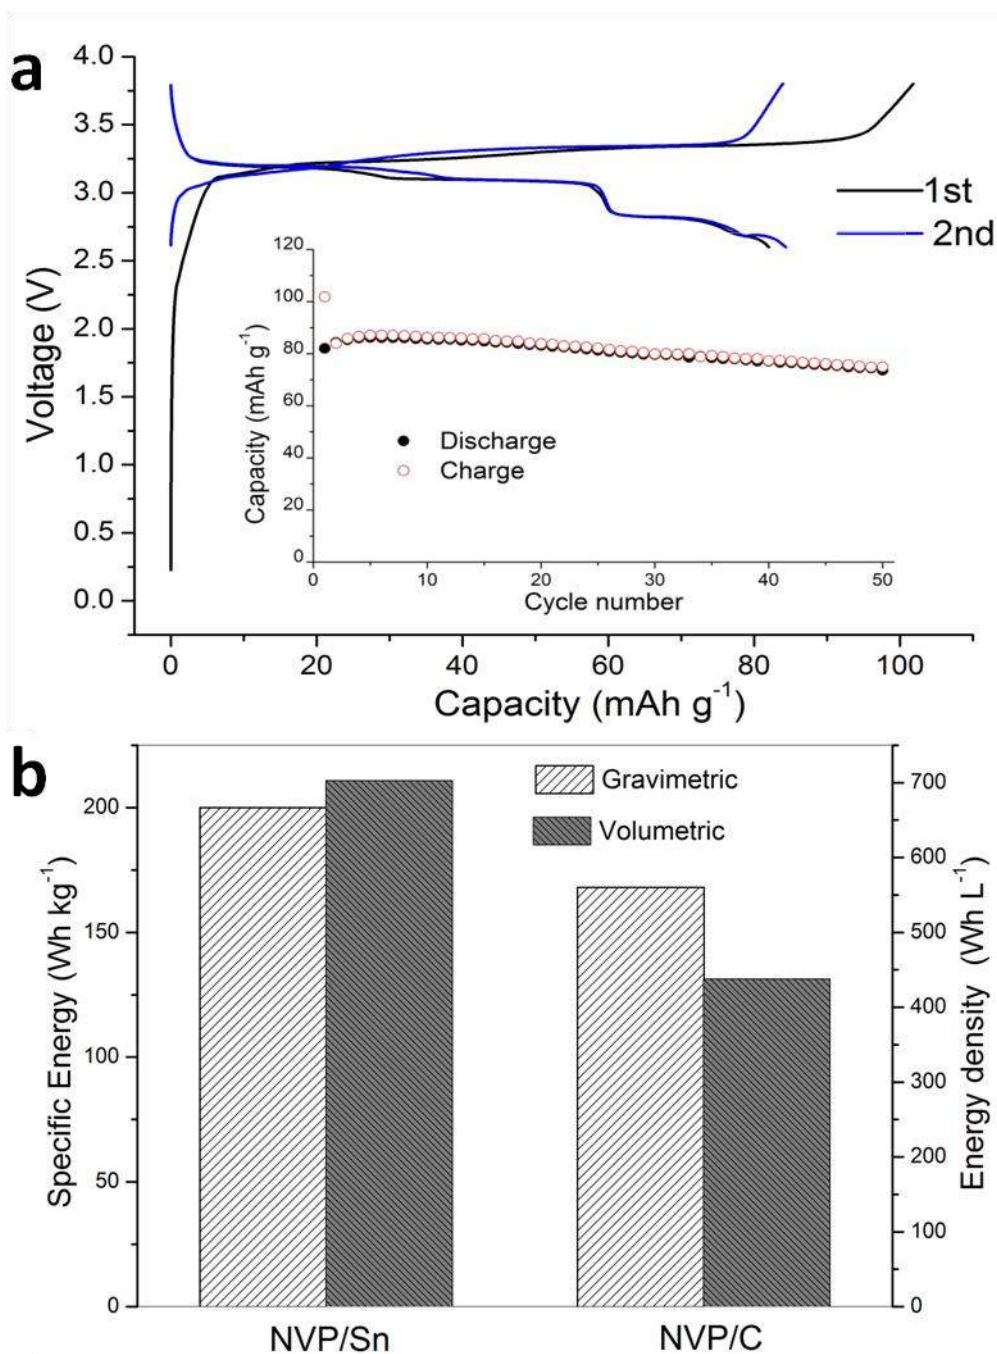 a
4.0
3.5
3.0
2.5
2.0
1.5
1.0
0.5
0.0
Voltage (V)
1st
2nd
120
100
80
60
40
20
0
Capacity (mAh g⁻¹)
Discharge
Charge
0
10
20
30
40
50
Cycle number
0
20
40
60
80
100
Capacity (mAh g⁻¹)
b
Gravimetric
Volumetric
200
150
100
50
0
Specific Energy (Wh kg⁻¹)
700
600
500
400
300
200
100
0
Energy density (Wh L⁻¹)
NVP/Sn
NVP/C